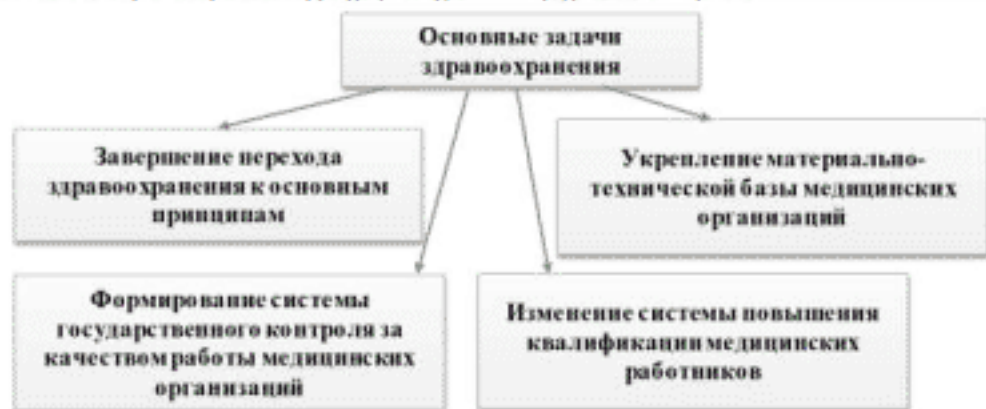 Основные задачи
здравоохранения
Завершение перехода
здравоохранения к основным
принципам
Укрепление материально-
технической базы медицинских
организаций
Формирование системы
государственного контроля за
качеством работы медицинских
организаций
Изменение системы повышения
квалификации медицинских
работников